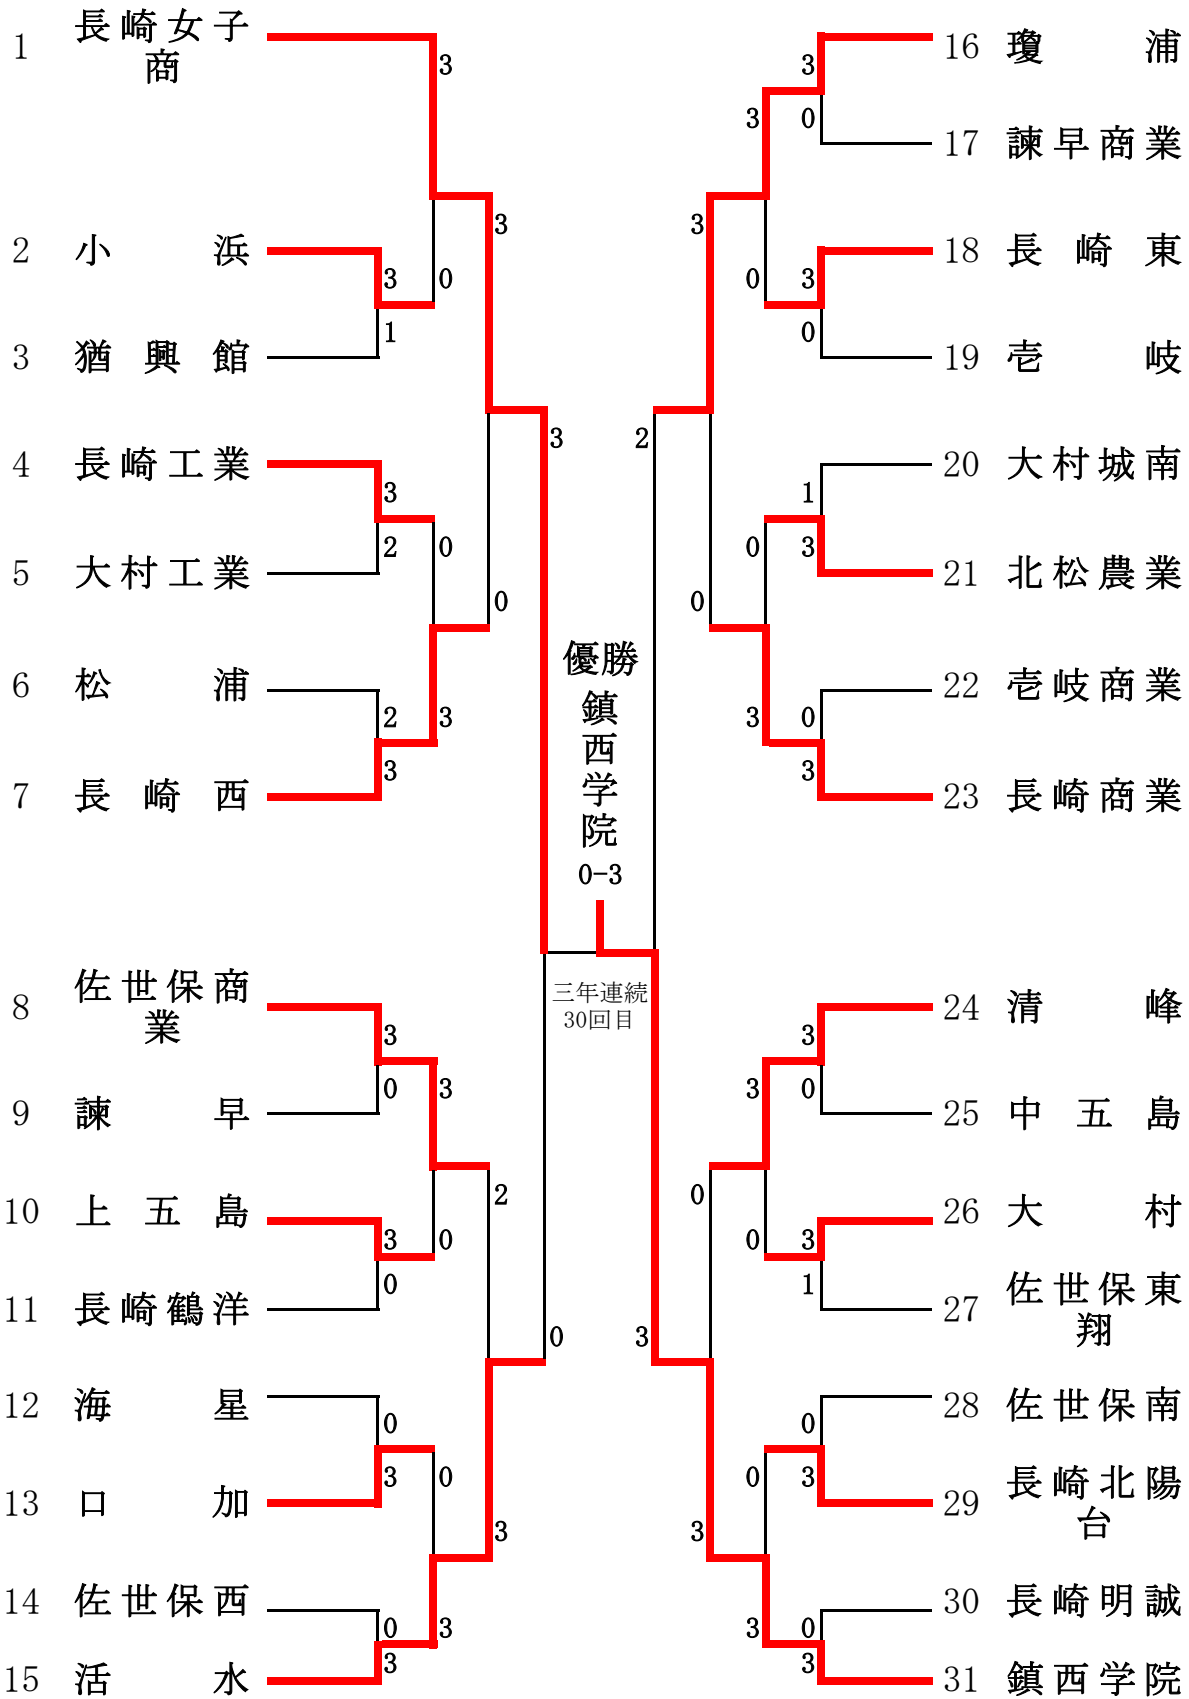 1 長崎女子
商
2 小浜
3 猶興館
4 長崎工業
5 大村工業
6 松浦
7 長崎西
8 佐世保商
業
9 諫早
10 上五島
11 長崎鶴洋
12 海星
13 口加
14 佐世保西
15 活水
3
3
0
3
1
3
3
2
0
0
2
3
3
3
0
3
2
3
0
0
0
0
3
0
3
0
3
3
優勝
鎮
西
学
院
0-3
三年連続
30回目
3
3
0
3
0
3
0
2
1
0
3
0
3
0
3
3
3
0
0
0
3
1
3
0
0
3
3
0
3
16 瓊浦
17 諫早商業
18 長崎東
19 壱岐
20 大村城南
21 北松農業
22 壱岐商業
23 長崎商業
24 清峰
25 中五島
26 大村
27 佐世保東
翔
28 佐世保南
29 長崎北陽
台
30 長崎明誠
31 鎮西学院